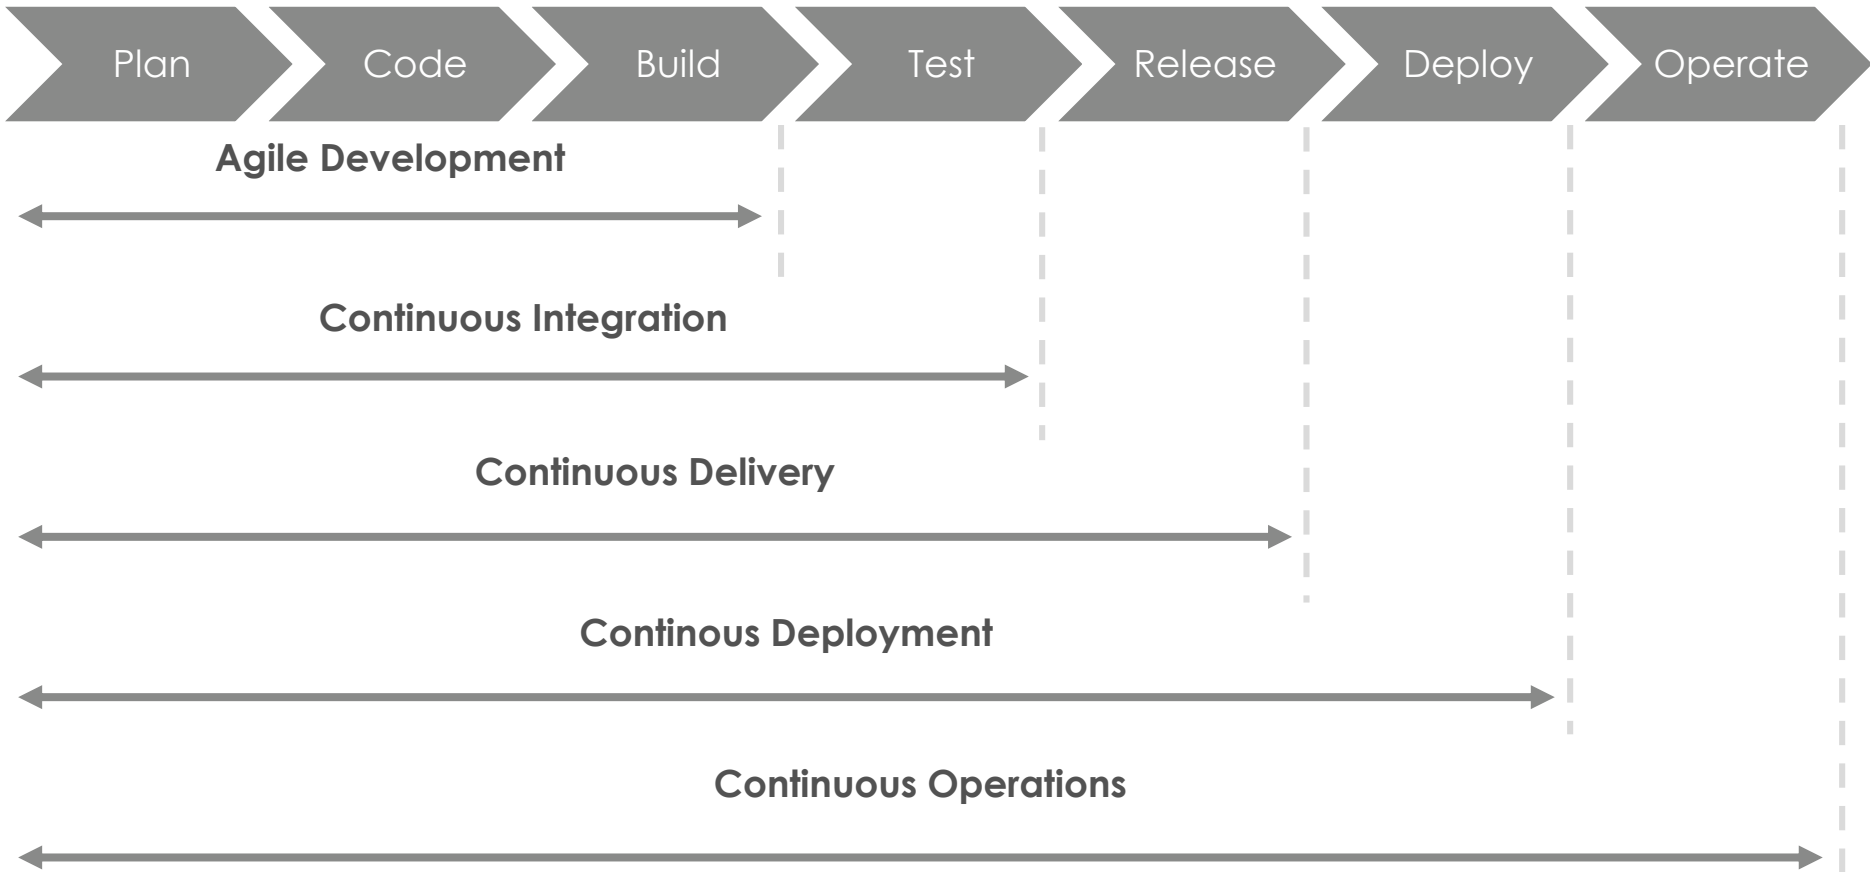 Plan
Code
Build
Test
Release
Deploy
Operate
Agile Development
Continuous Integration
Continuous Delivery
Continous Deployment
Continuous Operations